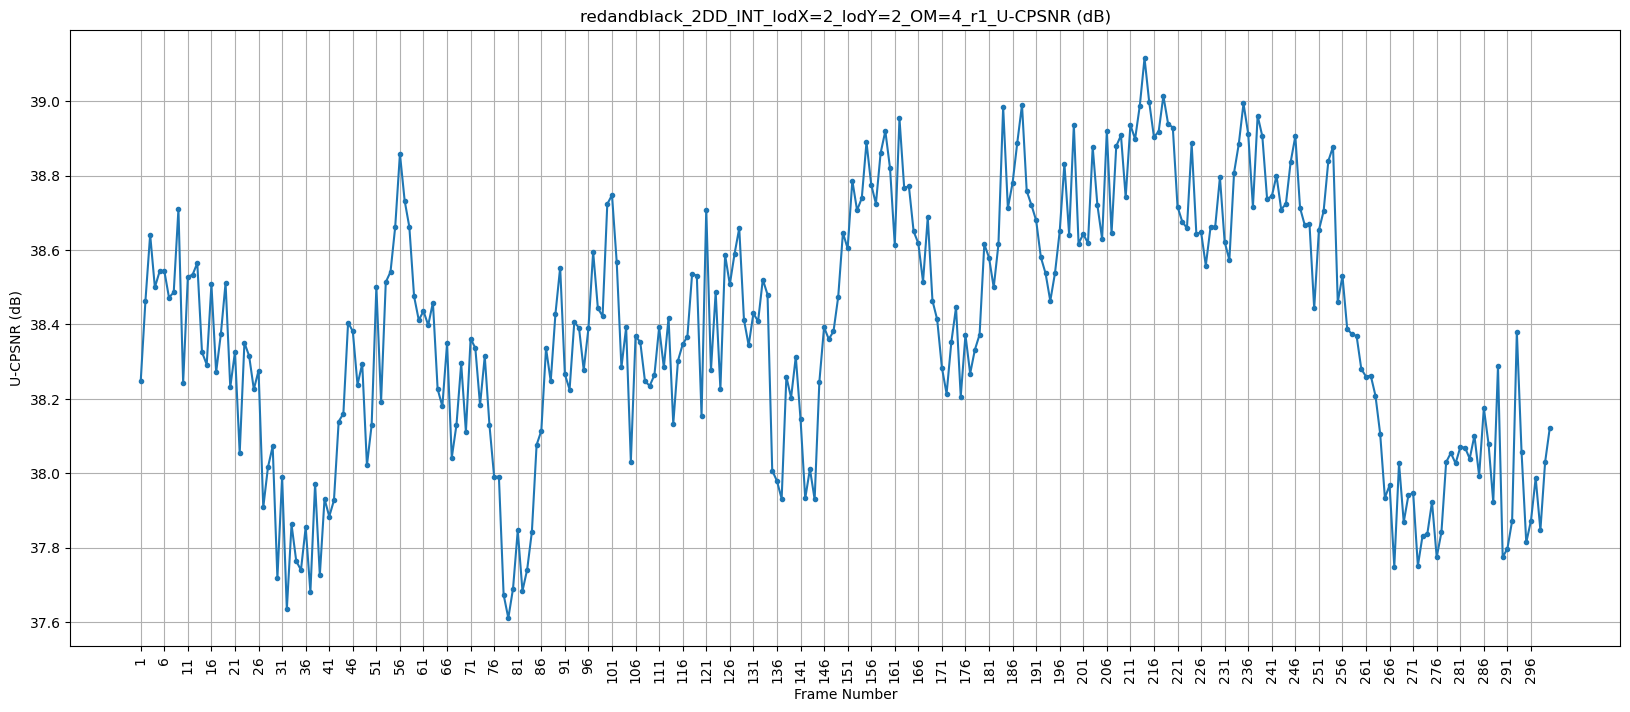 redandblack_2DD_INT_lodX=2_lodY=2_OM=4_r1_U-CPSNR (dB)
U-CPSNR (dB)
39.0
38.8
38.6
38.4
38.2
38.0
37.8
37.6
1 6 11 16 21 26 31 36 41 46 51 56 61 66 71 76 81 86 91 96 101 106 111 116 121 126 131 136 141 146 151 156 161 166 171 176 181 186 191 196 201 206 211 216 221 226 231 236 241 246 251 256 261 266 271 276 281 286 291 296
Frame Number